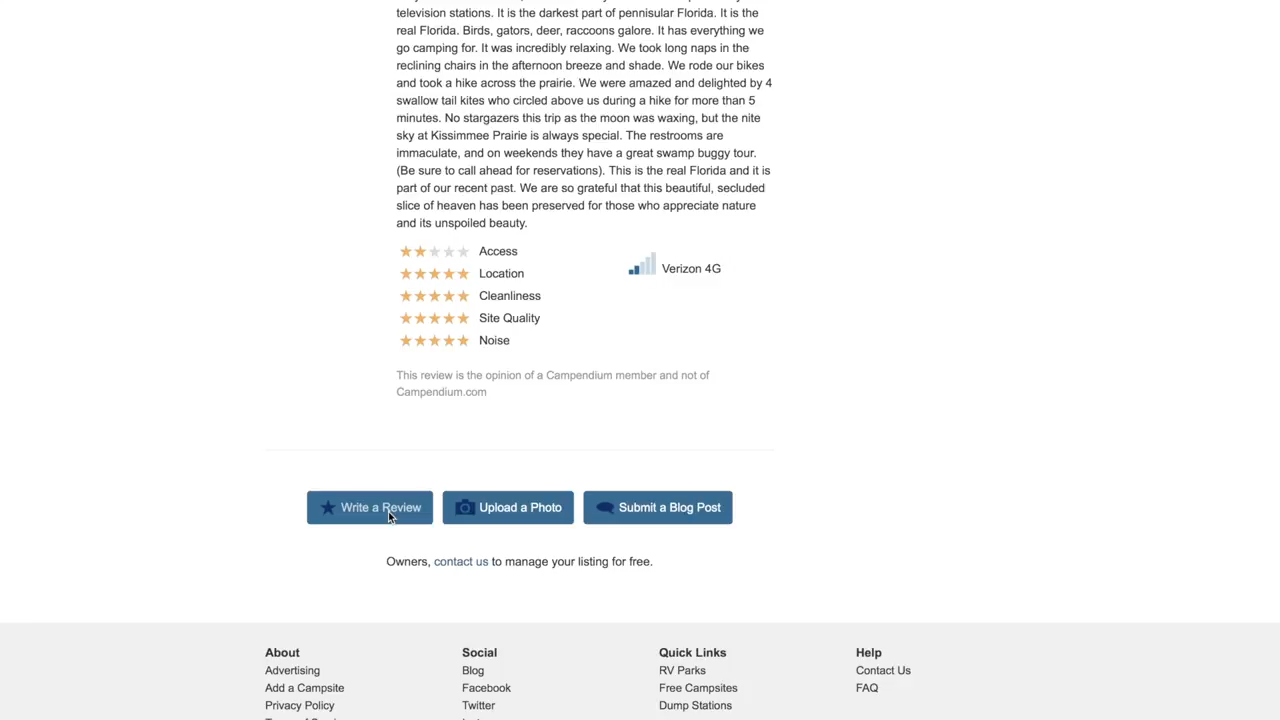 television stations. It is the darkest part of pennisular Florida. It is the
real Florida. Birds, gators, deer, raccoons galore. It has everything we
go camping for. It was incredibly relaxing. We took long naps in the
reclining chairs in the afternoon breeze and shade. We rode our bikes
and took a hike across the prairie. We were amazed and delighted by 4
swallow tail kites who circled above us during a hike for more than 5
minutes. No stargazers this trip as the moon was waxing, but the nite
sky at Kissimmee Prairie is always special. The restrooms are
immaculate, and on weekends they have a great swamp buggy tour.
(Be sure to call ahead for reservations). This is the real Florida and it is
part of our recent past. We are so grateful that this beautiful, secluded
slice of heaven has been preserved for those who appreciate nature
and its unspoiled beauty.
Access
Location
Cleanliness
Site Quality
Noise
Verizon 4G
This review is the opinion of a Campendium member and not of
Campendium.com
Write a Review
Upload a Photo
Submit a Blog Post
Owners, contact us to manage your listing for free.
About
Advertising
Add a Campsite
Privacy Policy
Social
Blog
Facebook
Twitter
Quick Links
RV Parks
Free Campsites
Dump Stations
Help
Contact Us
FAQ